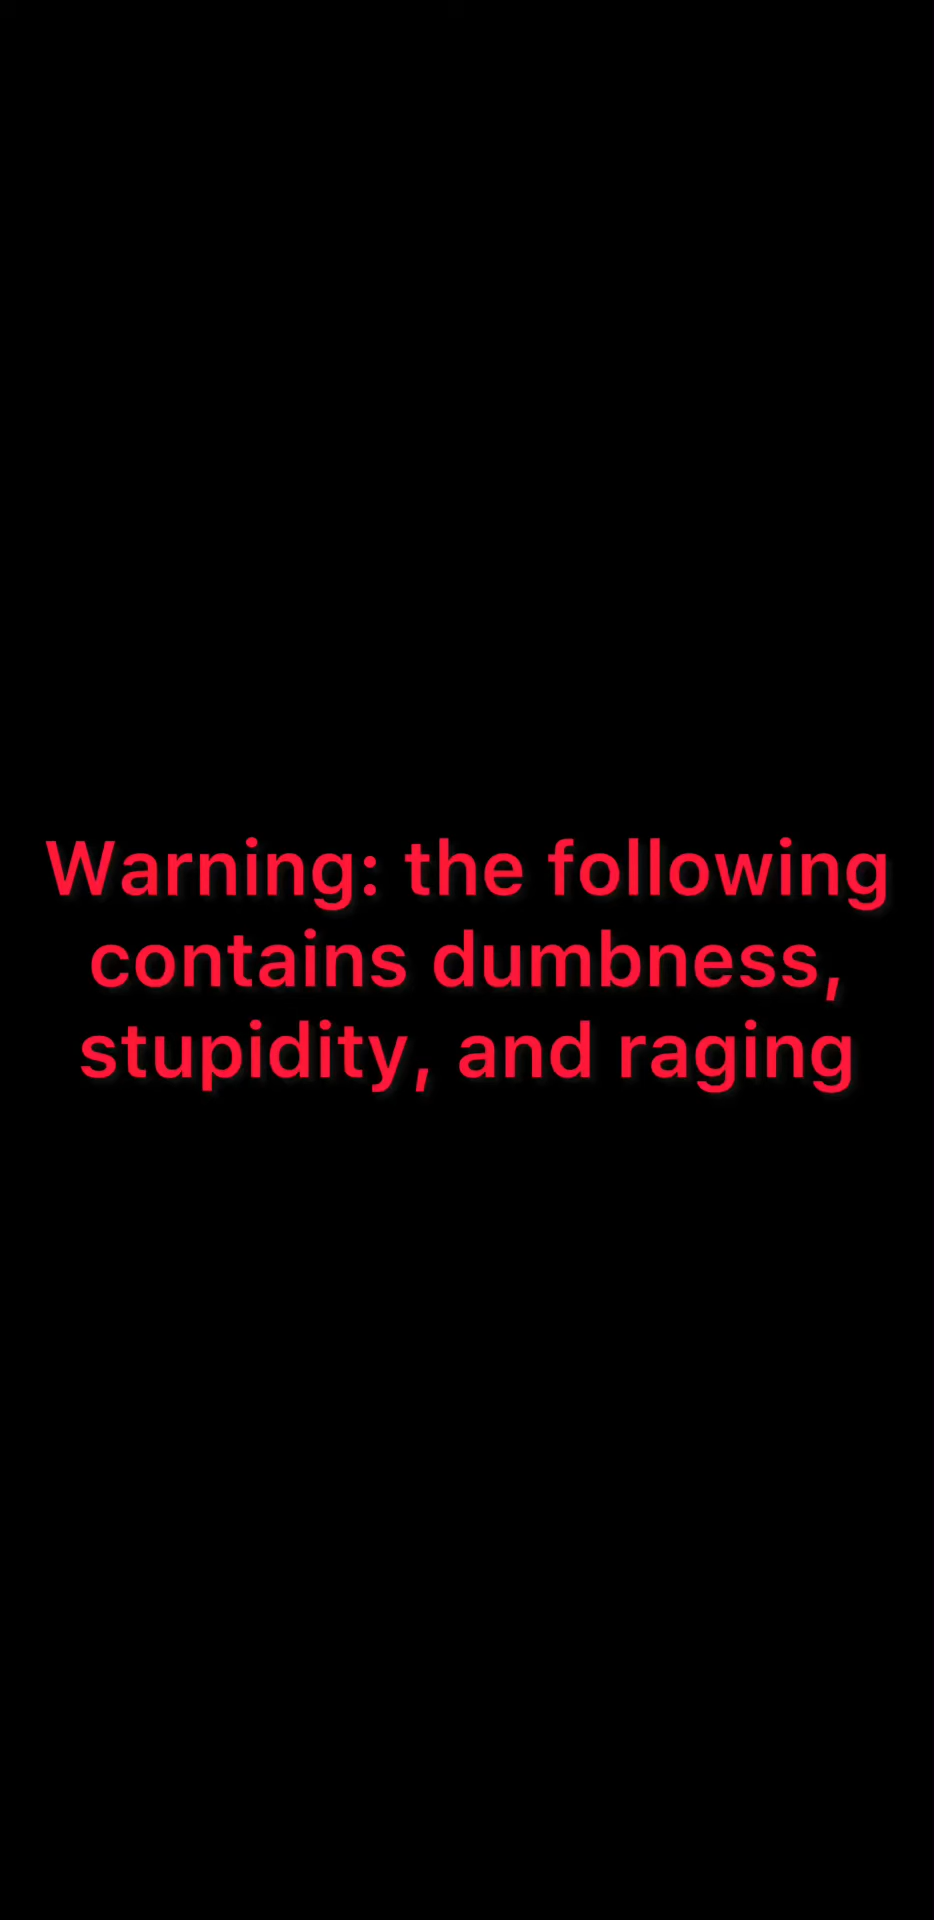 Warning: the following
contains dumbness,
stupidity, and raging